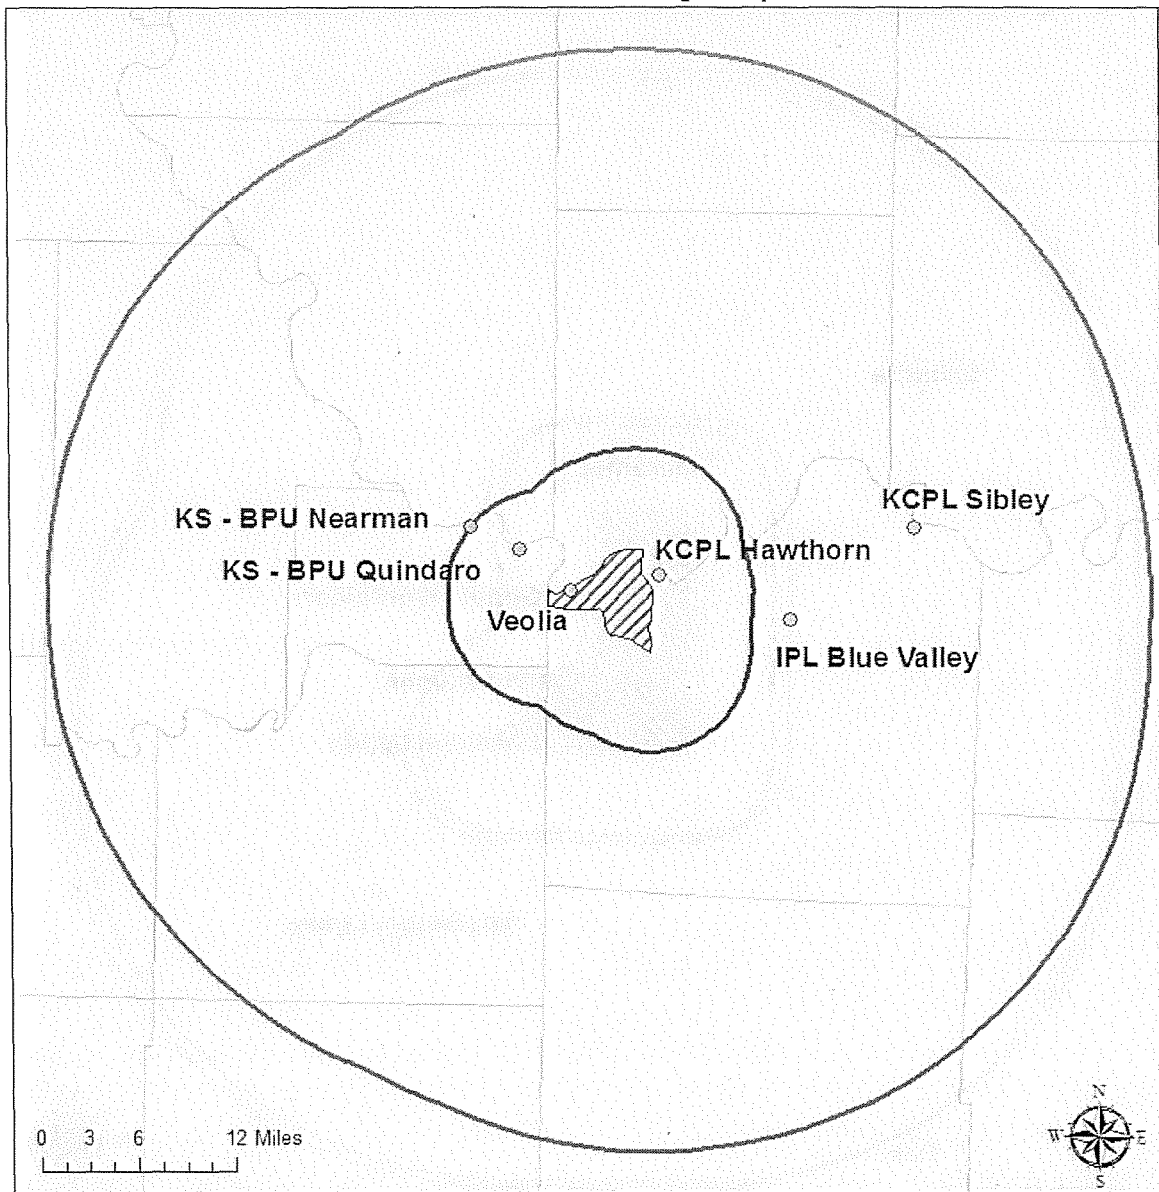 KCPL Sibley
KS - BPU Nearman
KCPL Hawthorn
KS - BPU Quindaro
Veolia
IPL Blue Valley
0 3 6 12 Miles
N
W E
S